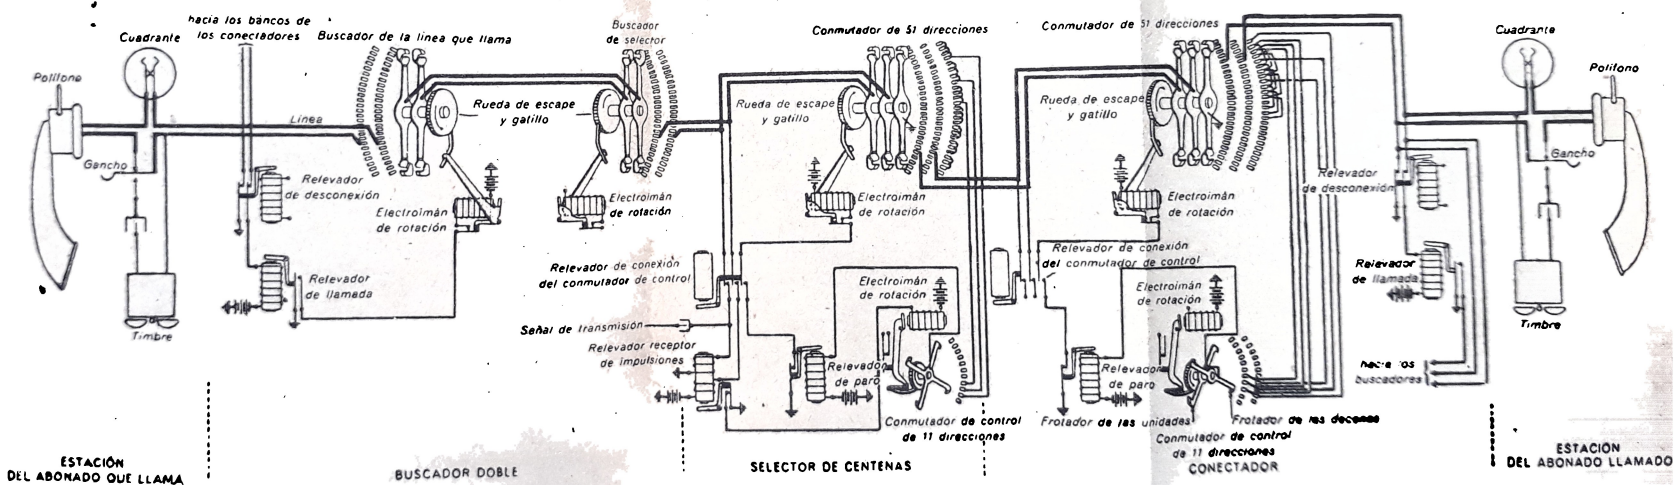 hacia los bancos de
los conectadores
Cuadrante
Polífono
Buscador de la línea que llama
Buscador
de selector
Conmutador de 51 direcciones
Conmutador de 51 direcciones
Cuadrante
Polífono
Línea
Gancho
Rueda de escape
y gatillo
Rueda de escape
y gatillo
Rueda de escape
y gatillo
Gancho
Relevador
de desconexión
Electroimán
de rotación
Electroimán
de rotación
Electroimán
de rotación
Electroimán
de rotación
Relevador
de desconexión
Relevador
de llamada
Relevador de conexión
del conmutador de control
Electroimán
de rotación
Relevador de conexión
del conmutador de control
Electroimán
de rotación
Relevador
de llamada
Timbre
Señal de transmisión
Relevador receptor
de impulsiones
Relevador
de paro
Relevador
de paro
Timbre
hacia los
buscadores
Conmutador de control
de 11 direcciones
Frotador de las unidades
Frotador de las decenas
Conmutador de control
de 11 direcciones
ESTACIÓN
DEL ABONADO QUE LLAMA
BUSCADOR DOBLE
SELECTOR DE CENTENAS
CONECTADOR
ESTACION
DEL ABONADO LLAMADO